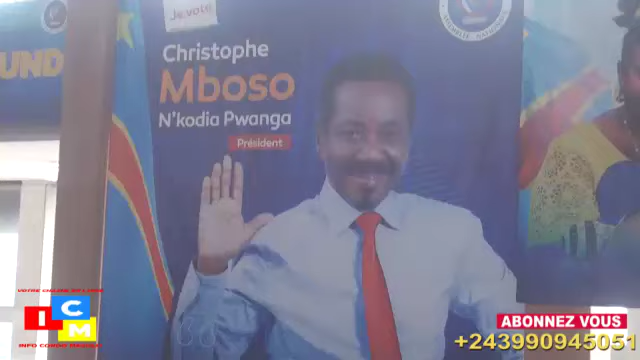 Je vote
Christophe
Mboso
N'kodia Pwanga
Président
UND
ICM
ABONNEZ VOUS
+243990945051